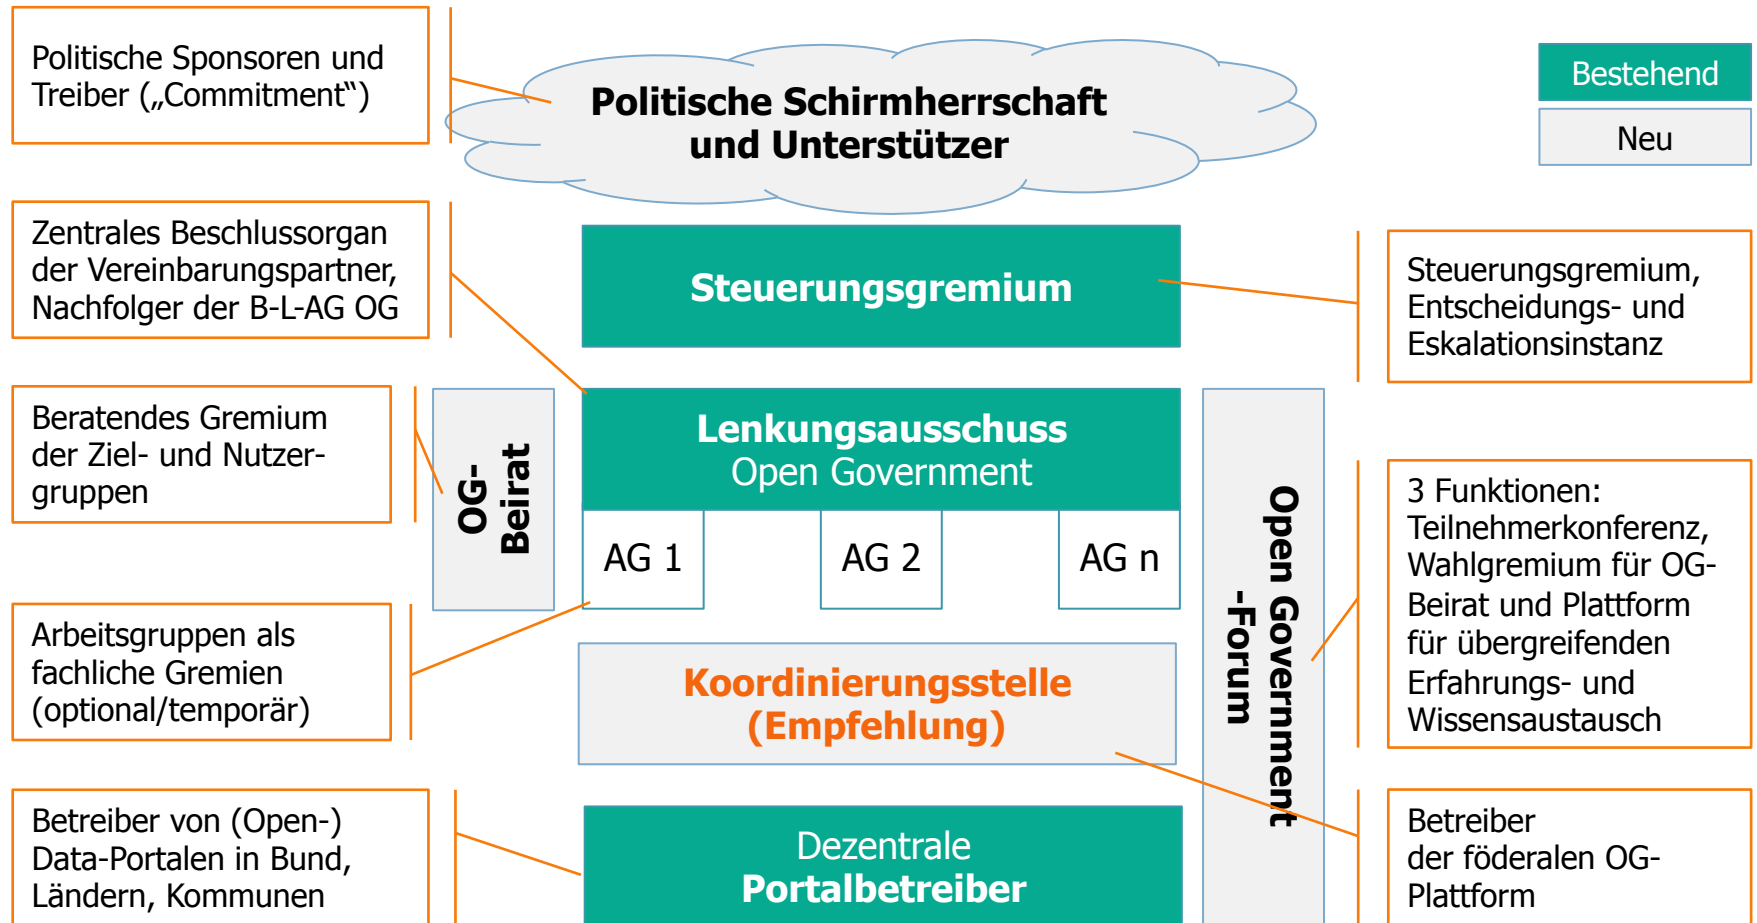 Politische Sponsoren und
Treiber („Commitment“)
Politische Schirmherrschaft
und Unterstützer
Bestehend
Neu
Zentrales Beschlussorgan
der Vereinbarungspartner,
Nachfolger der B-L-AG OG
Steuerungsgremium
Steuerungsgremium,
Entscheidungs- und
Eskalationsinstanz
Beratendes Gremium
der Ziel- und Nutzer-
gruppen
OG-
Beirat
Lenkungsausschuss
Open Government
AG 1
AG 2
AG n
Open Government
-Forum
3 Funktionen:
Teilnehmerkonferenz,
Wahlgremium für OG-
Beirat und Plattform
für übergreifenden
Erfahrungs- und
Wissensaustausch
Arbeitsgruppen als
fachliche Gremien
(optional/temporär)
Koordinierungsstelle
(Empfehlung)
Betreiber von (Open-)
Data-Portalen in Bund,
Ländern, Kommunen
Dezentrale
Portalbetreiber
Betreiber
der föderalen OG-
Plattform